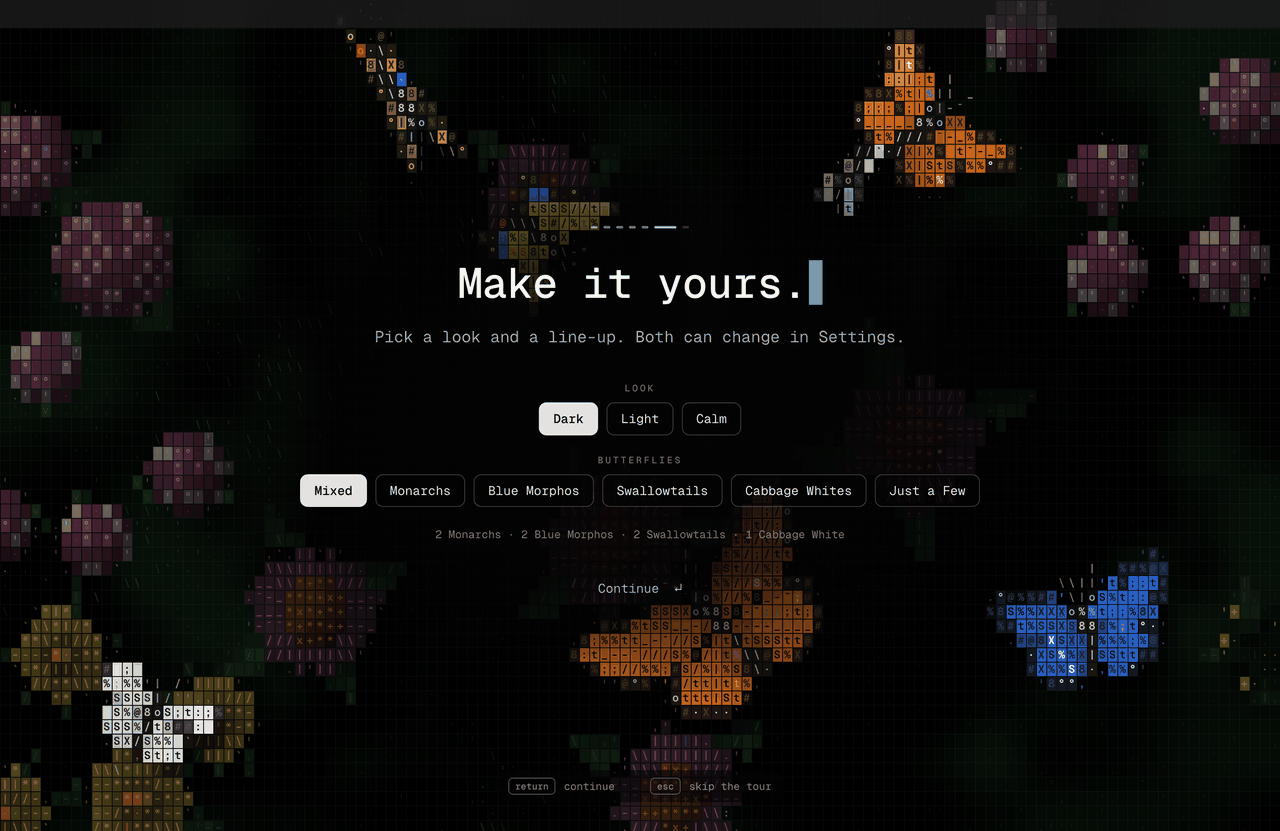 Make it yours.
Pick a look and a line-up. Both can change in Settings.
LOOK
Dark Light Calm
BUTTERFLIES
Mixed Monarchs Blue Morphos Swallowtails Cabbage Whites Just a Few
2 Monarchs · 2 Blue Morphos · 2 Swallowtails · 1 Cabbage White
Continue ↵
return continue esc skip the tour